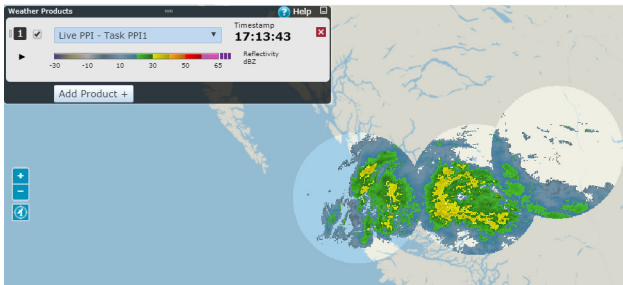 Weather Products
? Help
1
Live PPI - Task PPI1
Timestamp
17:13:43
-30 -10 10 30 50 65
Reflectivity
dBZ
Add Product +